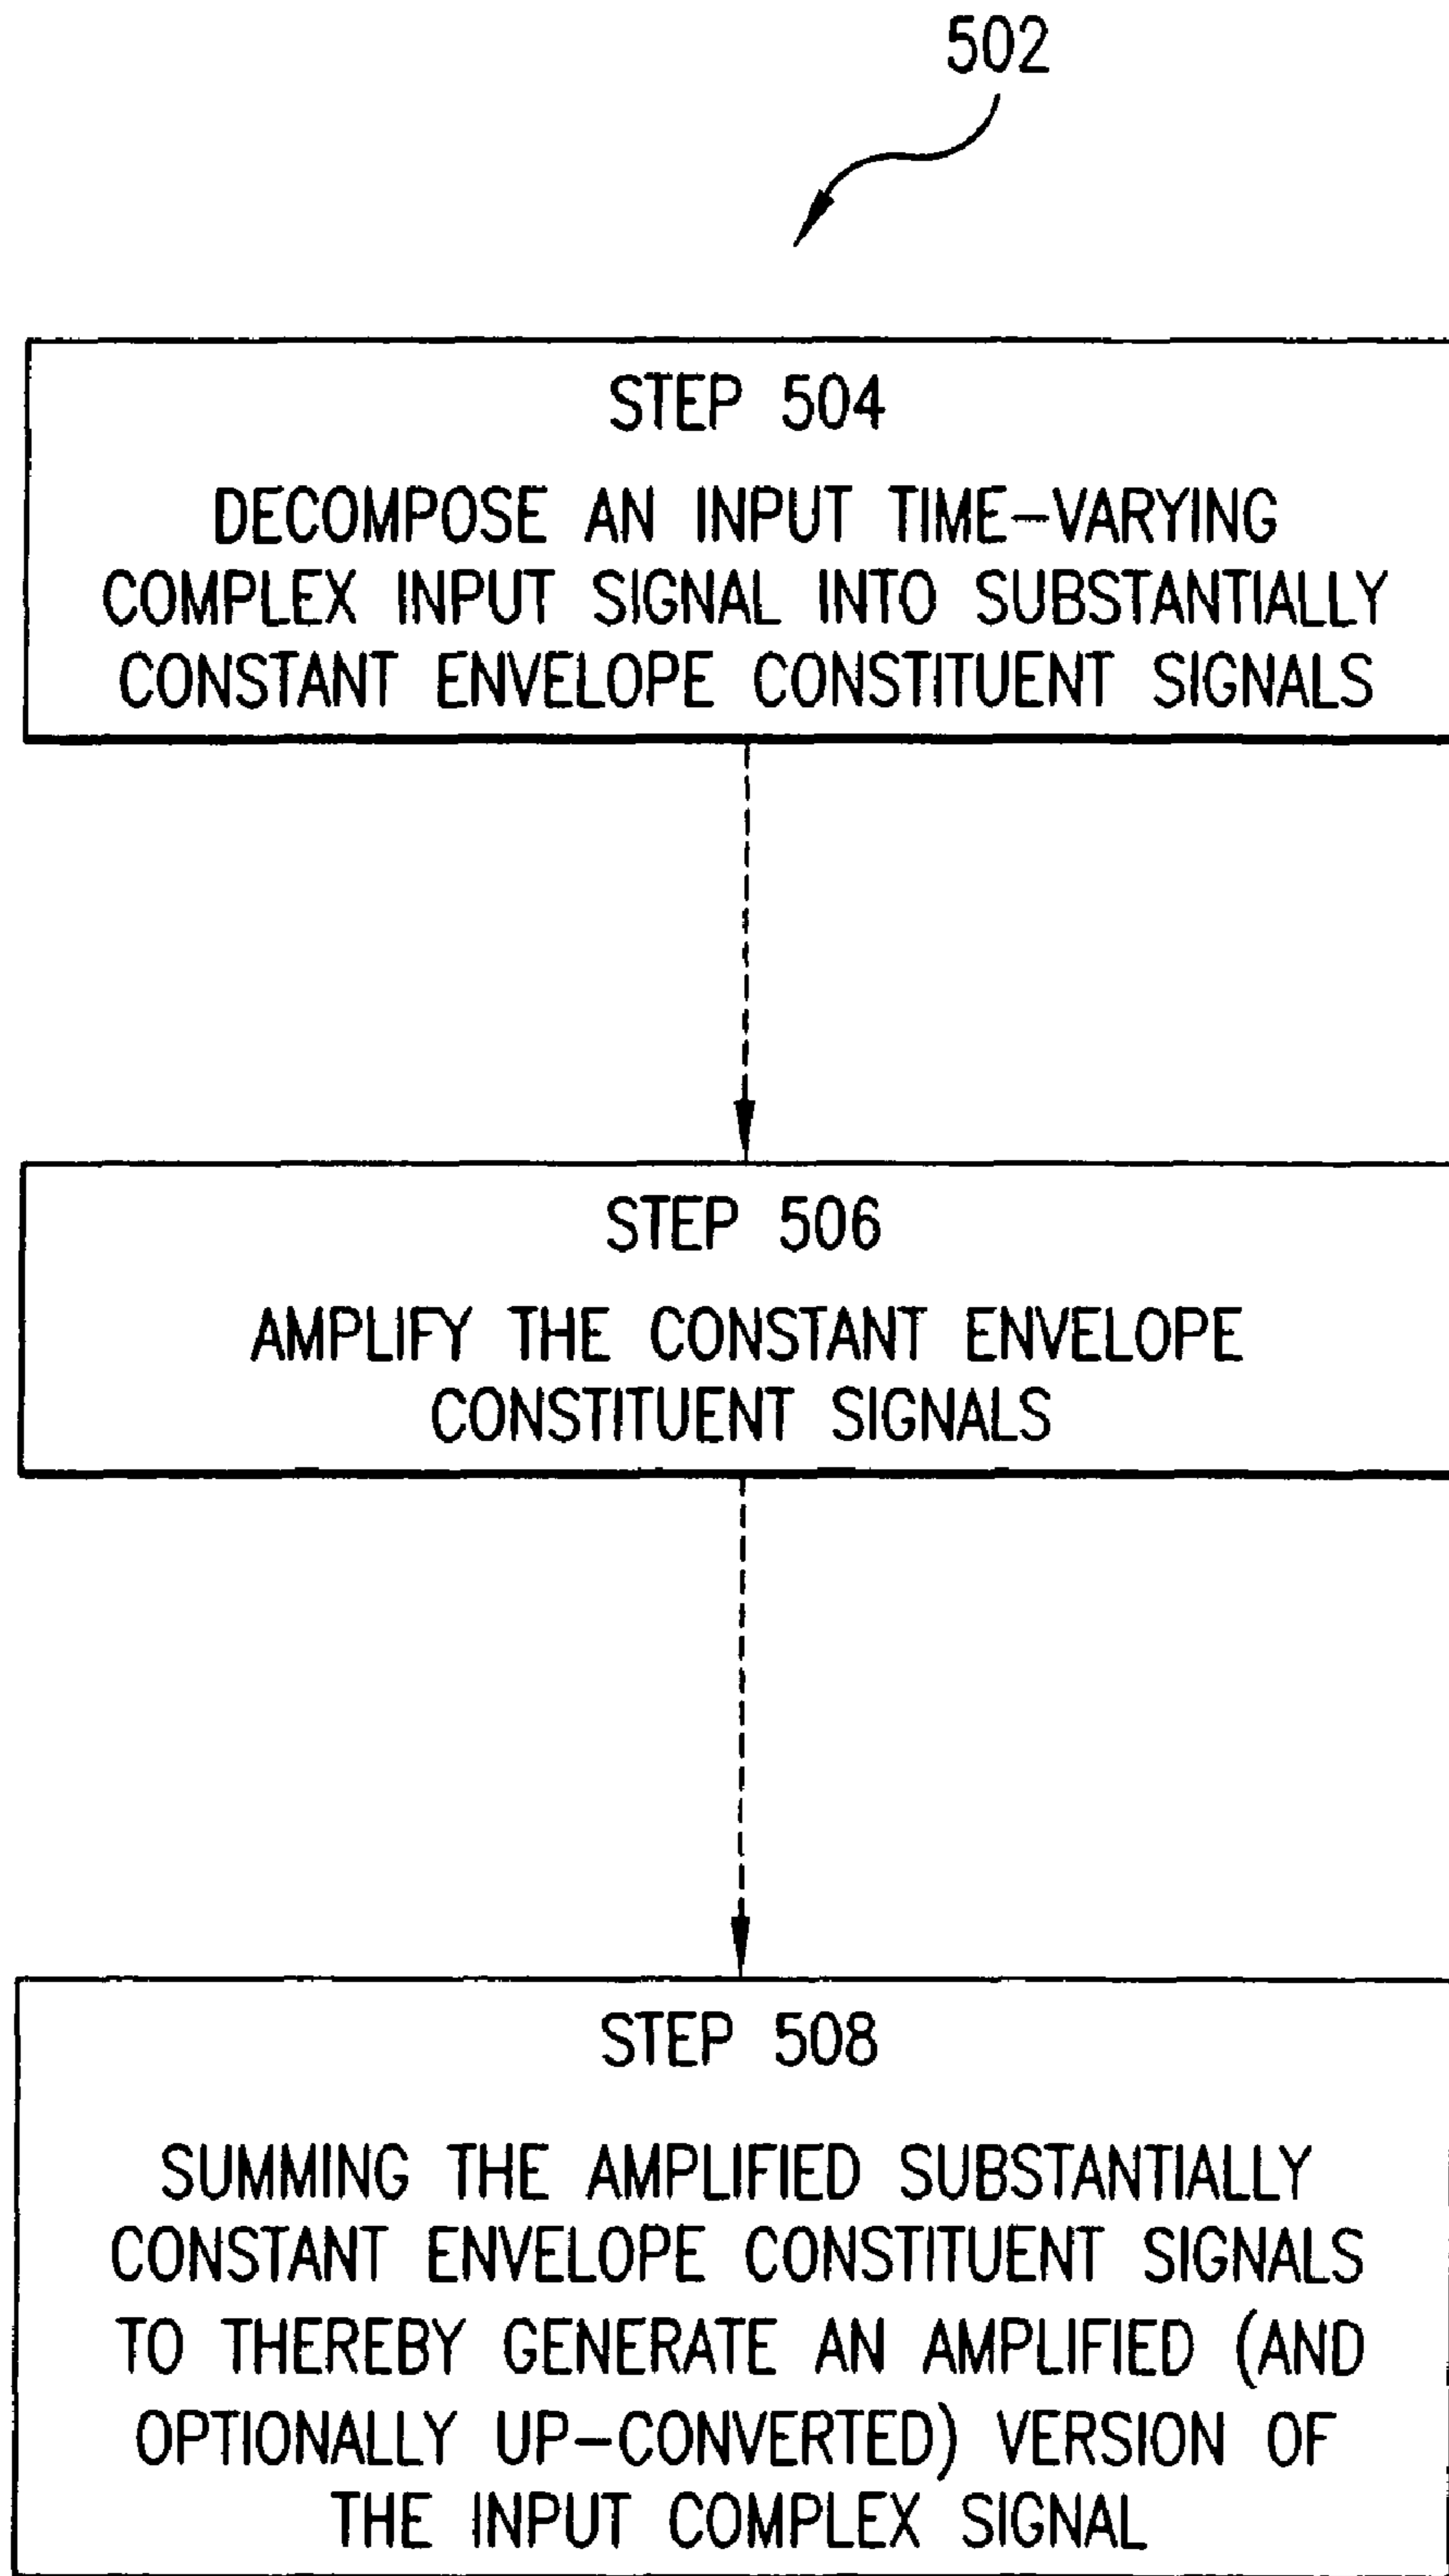 502
STEP 504
DECOMPOSE AN INPUT TIME-VARYING
COMPLEX INPUT SIGNAL INTO SUBSTANTIALLY
CONSTANT ENVELOPE CONSTITUENT SIGNALS
STEP 506
AMPLIFY THE CONSTANT ENVELOPE
CONSTITUENT SIGNALS
STEP 508
SUMMING THE AMPLIFIED SUBSTANTIALLY
CONSTANT ENVELOPE CONSTITUENT SIGNALS
TO THEREBY GENERATE AN AMPLIFIED (AND
OPTIONALLY UP-CONVERTED) VERSION OF
THE INPUT COMPLEX SIGNAL